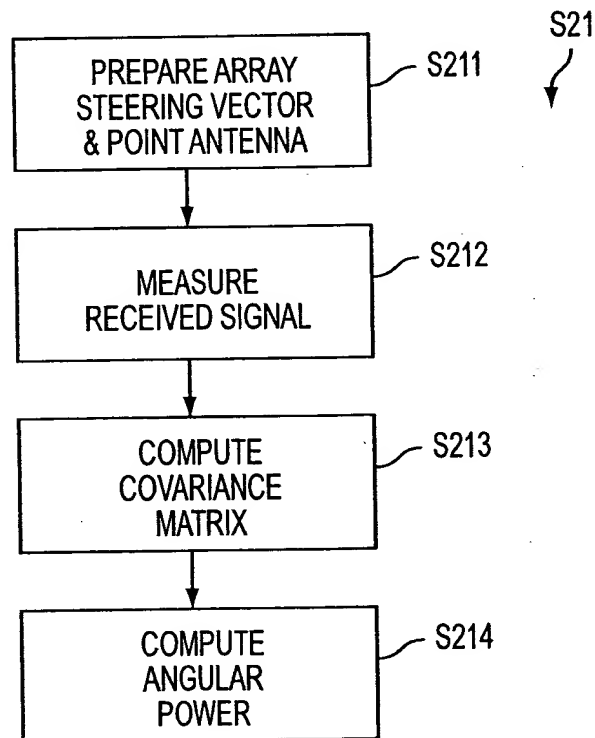 S21
PREPARE ARRAY
STEERING VECTOR
& POINT ANTENNA
S211
MEASURE
RECEIVED SIGNAL
S212
COMPUTE
COVARIANCE
MATRIX
S213
COMPUTE
ANGULAR
POWER
S214